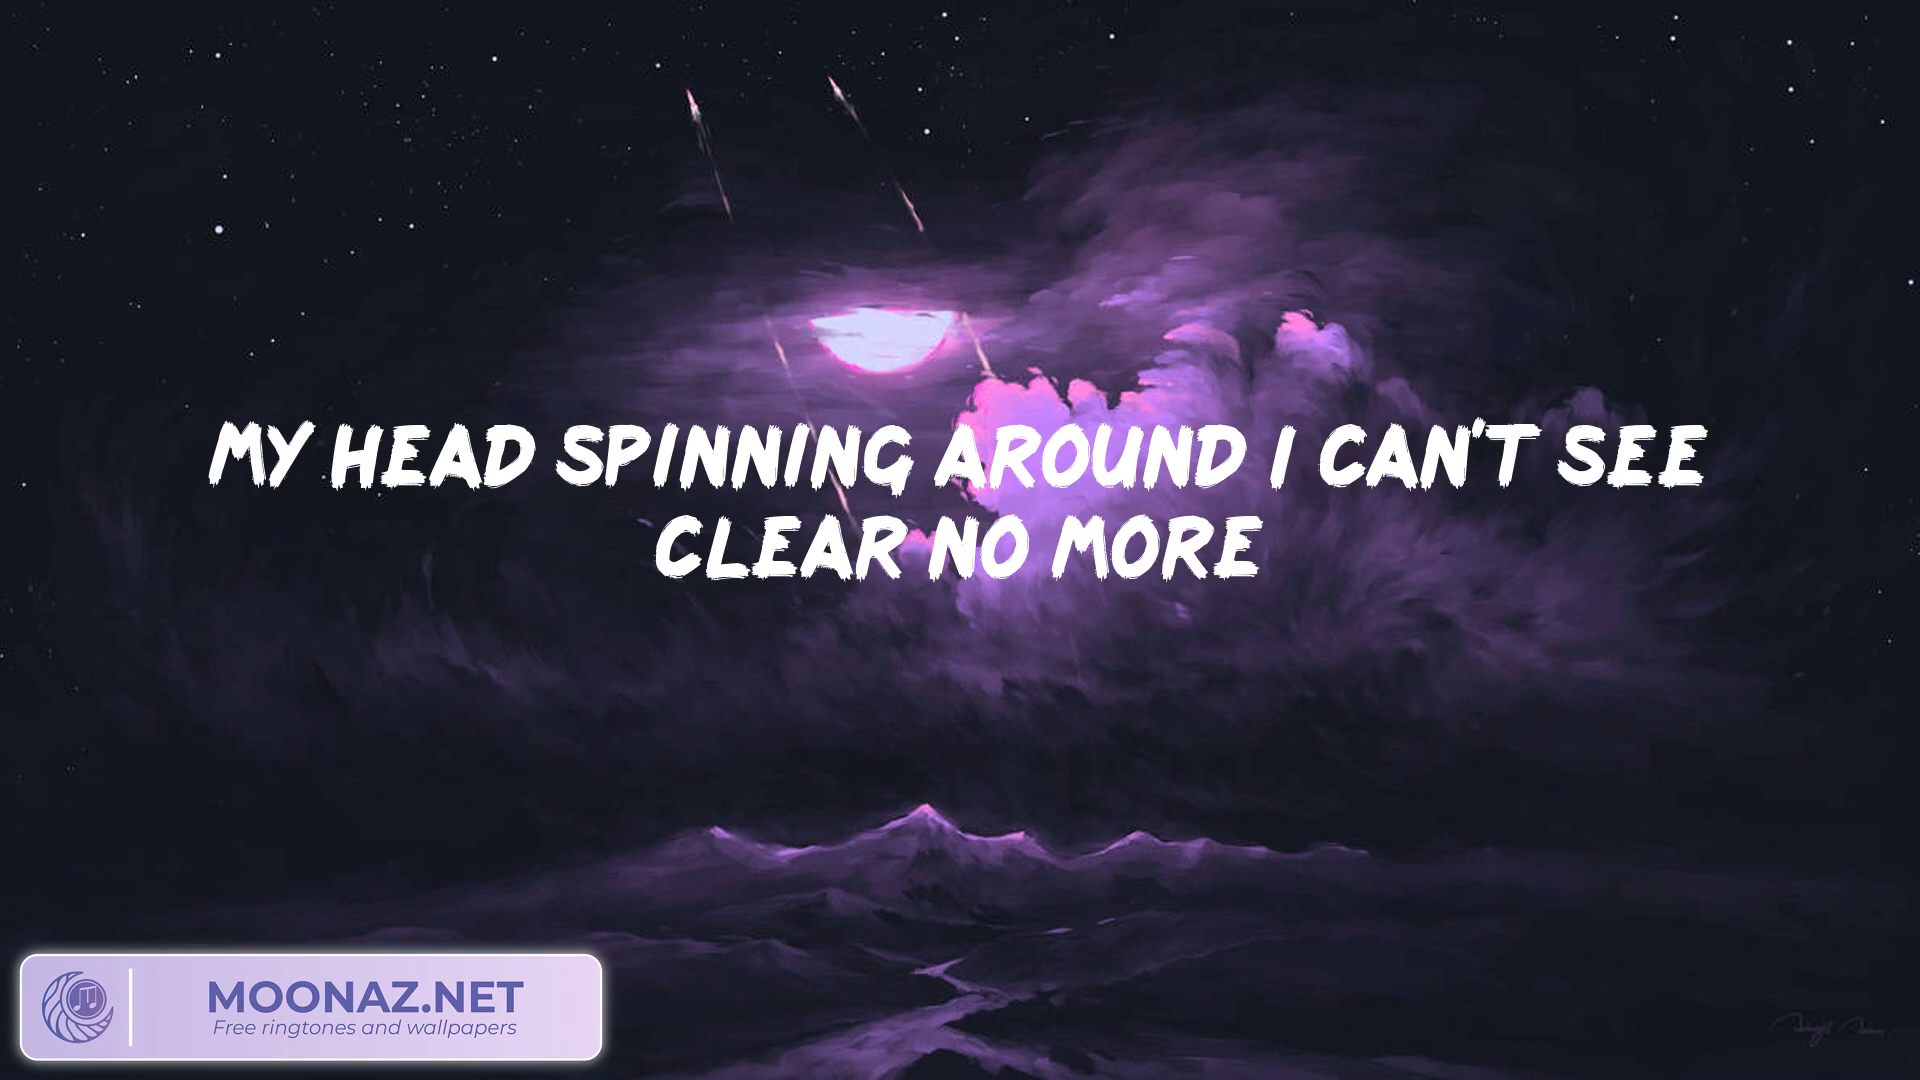 MY HEAD SPINNING AROUND I CAN'T SEE
CLEAR NO MORE
MOONAZ.NET
Free ringtones and wallpapers